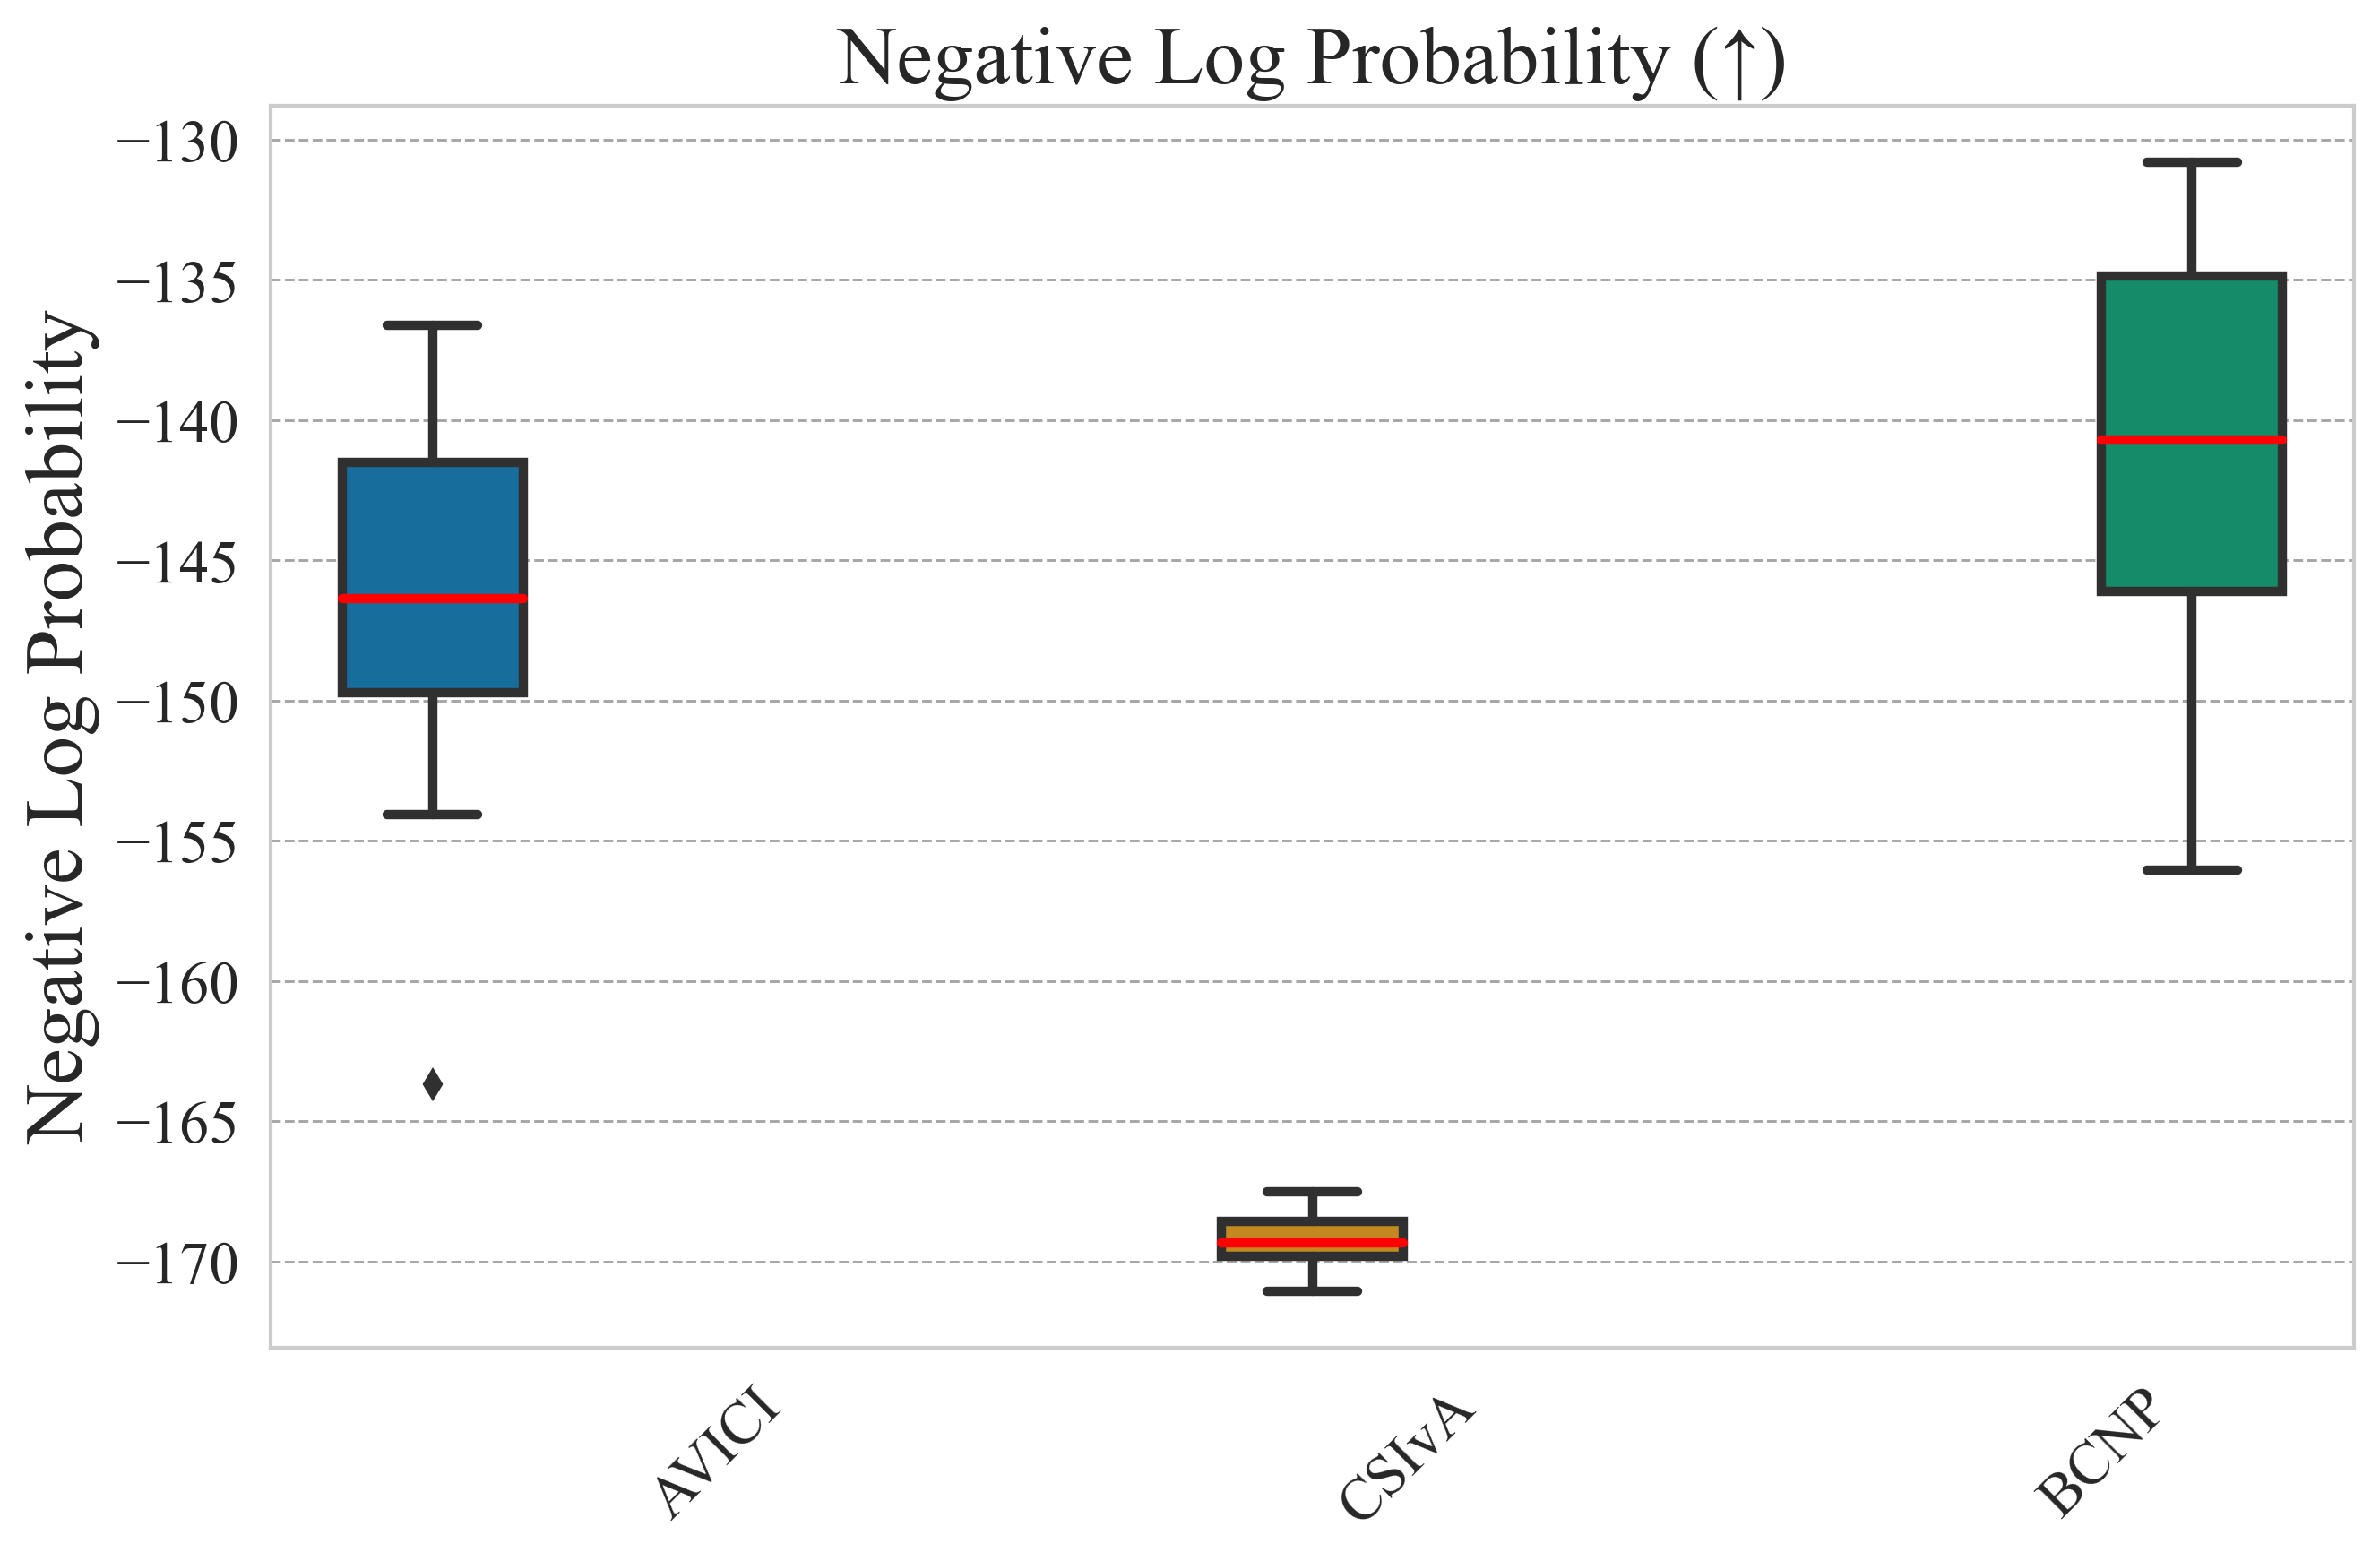 Negative Log Probability (↑)
Negative Log Probability
−130
−135
−140
−145
−150
−155
−160
−165
−170
AVICI
CSIvA
BCNP